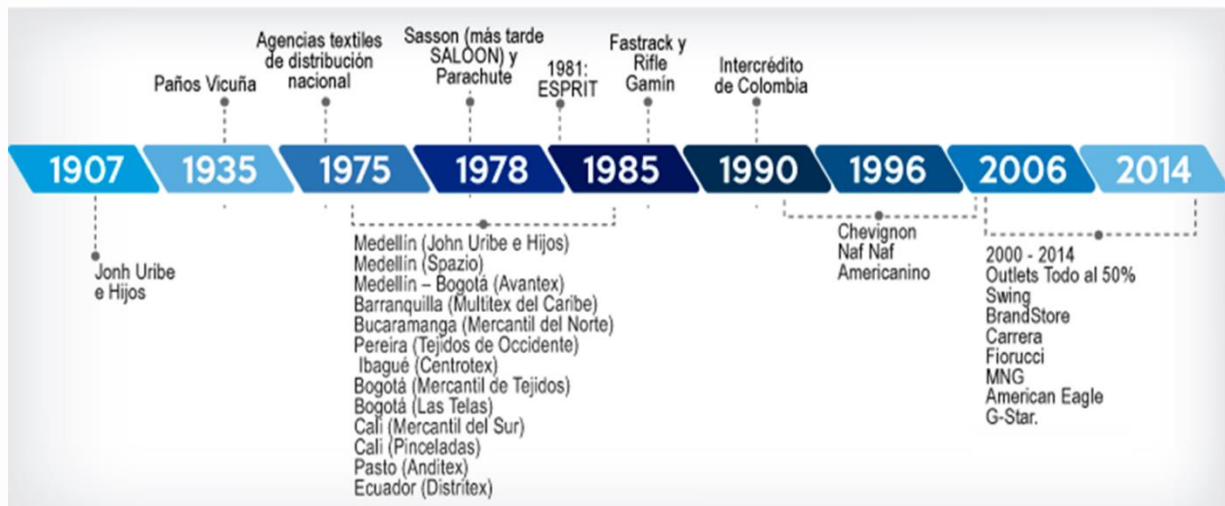 Paños Vicuña
Agencias textiles
de distribución
nacional
Sasson (más tarde
SALOON) y
Parachute
1981:
ESPRIT
Fastrack y
Rifle
Gamín
Intercrédito
de Colombia
1907
1935
1975
1978
1985
1990
1996
2006
2014
Jonh Uribe
e Hijos
Medellín (John Uribe e Hijos)
Medellín (Spazio)
Medellín – Bogotá (Avantex)
Barranquilla (Multitex del Caribe)
Bucaramanga (Mercantil del Norte)
Pereira (Tejidos de Occidente)
Ibagué (Centrotex)
Bogotá (Mercantil de Tejidos)
Bogotá (Las Telas)
Cali (Mercantil del Sur)
Cali (Pinceladas)
Pasto (Anditex)
Ecuador (Distritex)
Chevignon
Naf Naf
Americanino
2000 - 2014
Outlets Todo al 50%
Swing
BrandStore
Carrera
Fiorucci
MNG
American Eagle
G-Star.